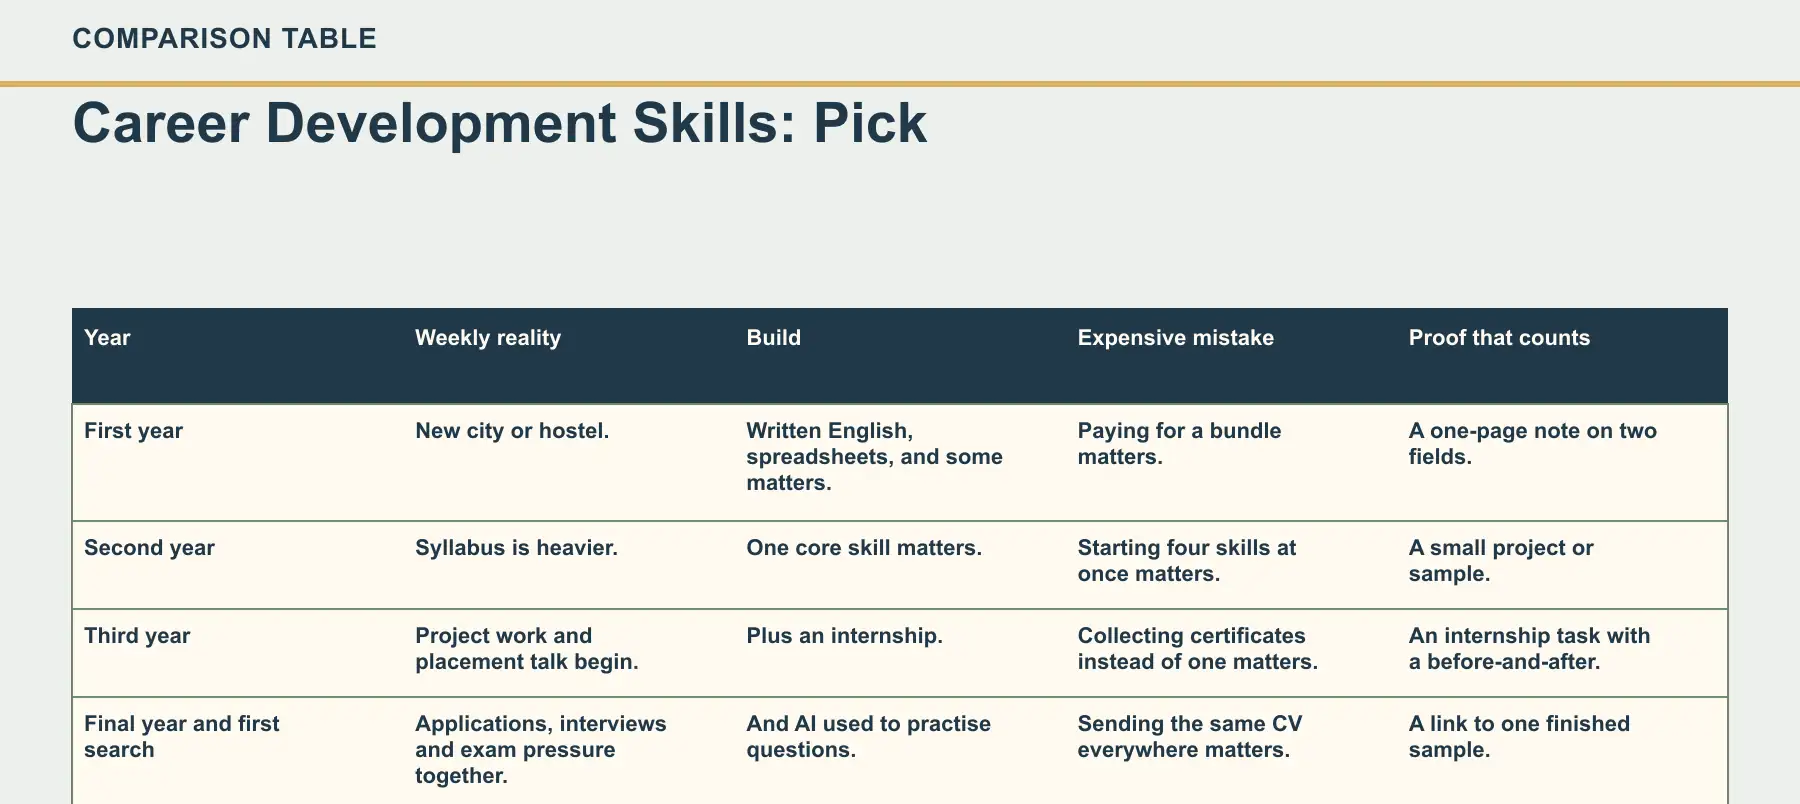 COMPARISON TABLE
Career Development Skills: Pick
Year
Weekly reality
Build
Expensive mistake
Proof that counts
First year
New city or hostel.
Written English,
spreadsheets, and some
matters.
Paying for a bundle
matters.
A one-page note on two
fields.
Second year
Syllabus is heavier.
One core skill matters.
Starting four skills at
once matters.
A small project or
sample.
Third year
Project work and
placement talk begin.
Plus an internship.
Collecting certificates
instead of one matters.
An internship task with
a before-and-after.
Final year and first
search
Applications, interviews
and exam pressure
together.
And AI used to practise
questions.
Sending the same CV
everywhere matters.
A link to one finished
sample.